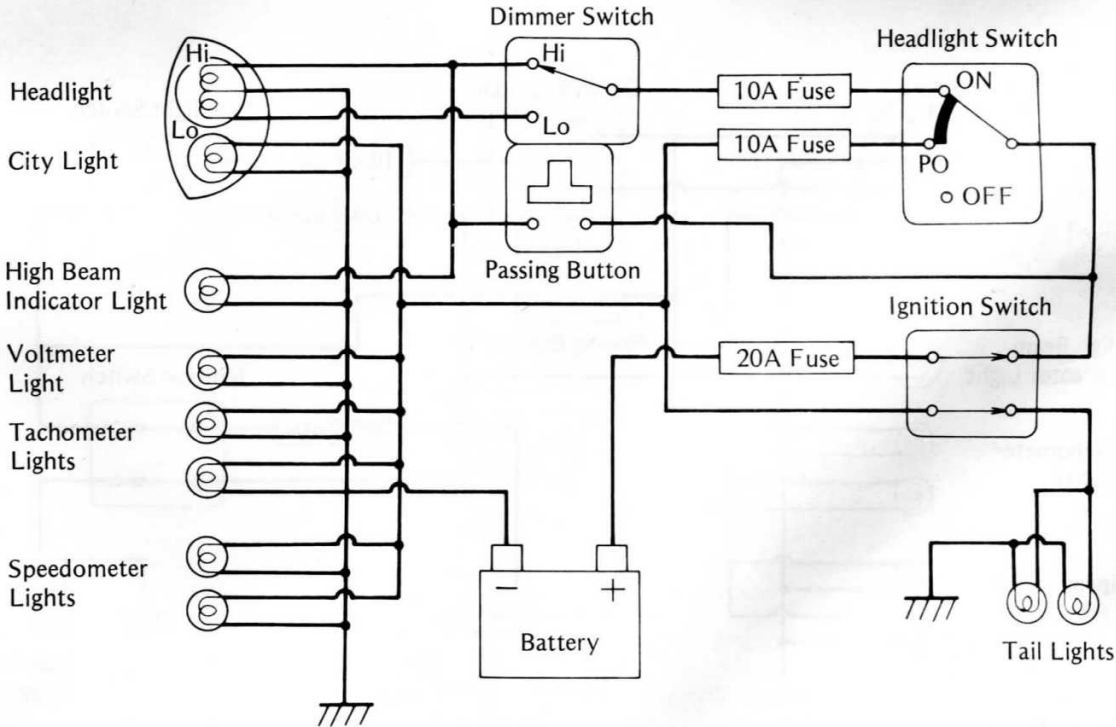 Dimmer Switch
Headlight Switch
Hi
Hi
ON
Headlight
10A Fuse
Lo
Lo
City Light
10A Fuse
PO
OFF
High Beam
Indicator Light
Passing Button
Ignition Switch
Voltmeter
Light
20A Fuse
Tachometer
Lights
Speedometer
Lights
− +
Battery
Tail Lights